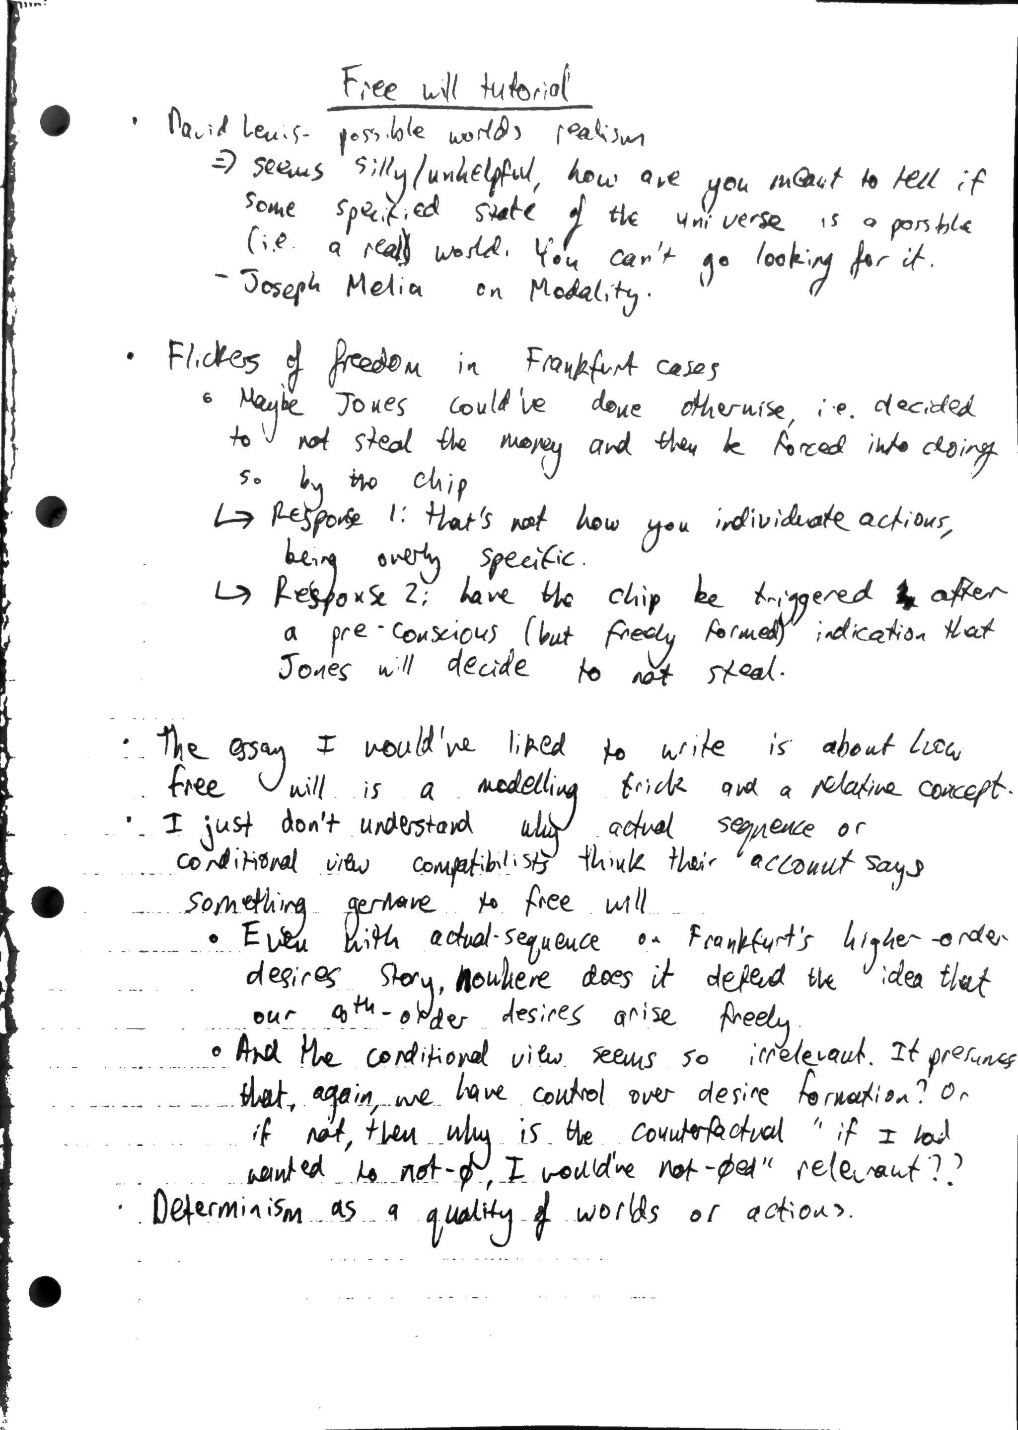 Free will tutorial
• David Lewis - possible worlds realism
⇒ seems silly/unhelpful, how are you meant to tell if
some specified state of the universe is a possible
(i.e. a real) world. You can't go looking for it.
- Joseph Melia on Modality.
• Flickers of freedom in Frankfurt cases
• Maybe Jones could've done otherwise, i.e. decided
to not steal the money and then be forced into doing
so by the chip
↳ Response 1: that's not how you individuate actions,
being overly specific.
↳ Response 2: have the chip be triggered after
a pre-conscious (but freely formed) indication that
Jones will decide to not steal.
• The essay I would've liked to write is about how
free will is a modelling trick and a relative concept.
• I just don't understand why actual sequence or
conditional view compatibilists think their account says
something germane to free will
• Even with actual-sequence or Frankfurt's higher-order
desires story, nowhere does it defend the idea that
our nth-order desires arise freely.
• And the conditional view seems so irrelevant. It presumes
that, again, we have control over desire formation? Or
if not, then why is the counterfactual "if I had
wanted to not-ϕ, I would've not-ϕed" relevant??
• Determinism as a quality of worlds or actions.